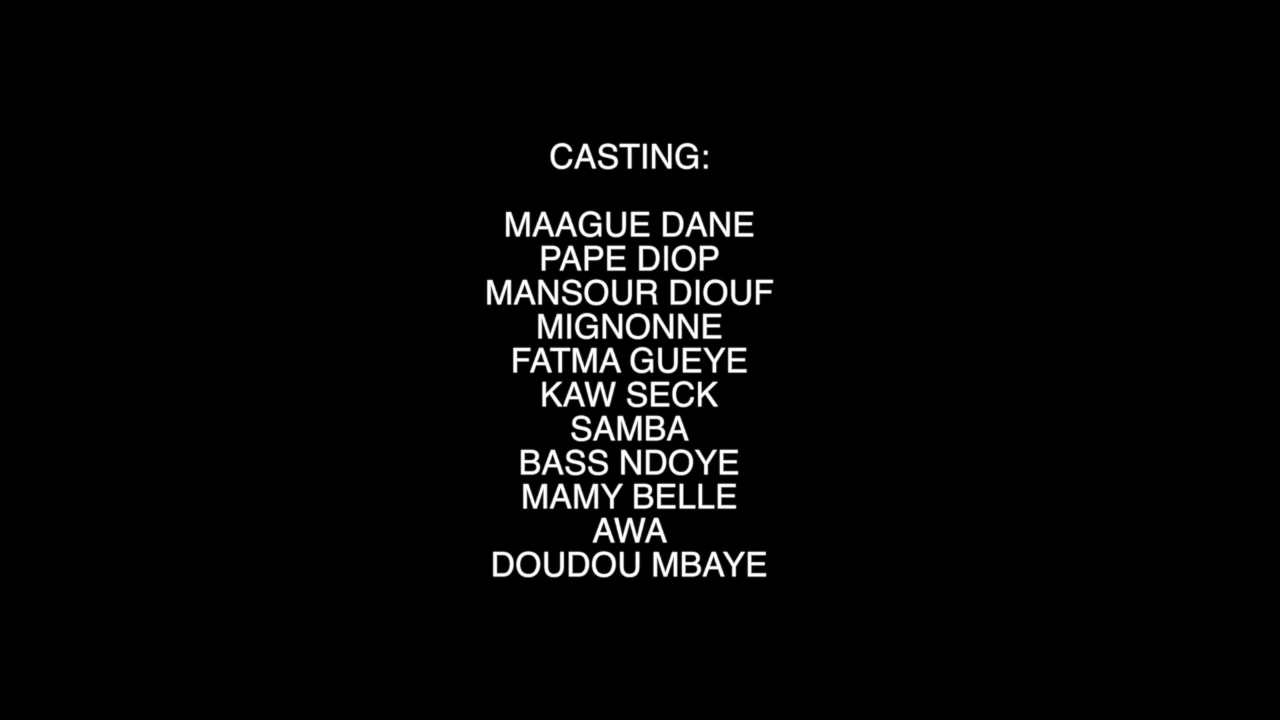 CASTING:
MAAGUE DANE
PAPE DIOP
MANSOUR DIOUF
MIGNONNE
FATMA GUEYE
KAW SECK
SAMBA
BASS NDOYE
MAMY BELLE
AWA
DOUDOU MBAYE